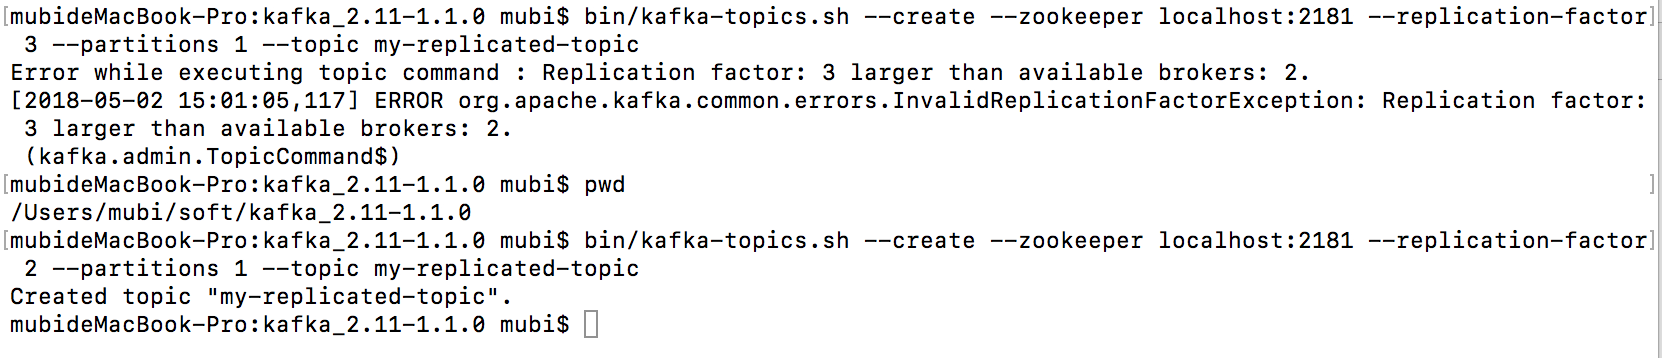 [mubideMacBook-Pro:kafka_2.11-1.1.0 mubi$ bin/kafka-topics.sh --create --zookeeper localhost:2181 --replication-factor]
 3 --partitions 1 --topic my-replicated-topic
Error while executing topic command : Replication factor: 3 larger than available brokers: 2.
[2018-05-02 15:01:05,117] ERROR org.apache.kafka.common.errors.InvalidReplicationFactorException: Replication factor:
 3 larger than available brokers: 2.
 (kafka.admin.TopicCommand$)
[mubideMacBook-Pro:kafka_2.11-1.1.0 mubi$ pwd ]
/Users/mubi/soft/kafka_2.11-1.1.0
[mubideMacBook-Pro:kafka_2.11-1.1.0 mubi$ bin/kafka-topics.sh --create --zookeeper localhost:2181 --replication-factor]
 2 --partitions 1 --topic my-replicated-topic
Created topic "my-replicated-topic".
mubideMacBook-Pro:kafka_2.11-1.1.0 mubi$